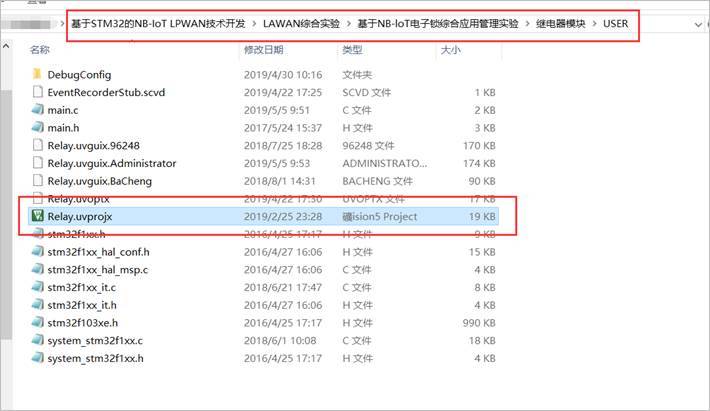 查看
基于STM32的NB-IoT LPWAN技术开发 › LAWAN综合实验 › 基于NB-IoT电子锁综合应用管理实验 › 继电器模块 › USER
名称 修改日期 类型 大小
DebugConfig 2019/4/30 10:16 文件夹
EventRecorderStub.scvd 2019/4/22 17:25 SCVD 文件 1 KB
main.c 2019/5/5 9:51 C 文件 2 KB
main.h 2017/5/24 15:37 H 文件 3 KB
Relay.uvguix.96248 2018/7/25 18:28 96248 文件 170 KB
Relay.uvguix.Administrator 2019/5/5 9:53 ADMINISTRATO... 174 KB
Relay.uvguix.BaCheng 2018/8/1 14:31 BACHENG 文件 90 KB
Relay.uvoptx 2019/4/22 17:30 UVOPTX 文件 17 KB
Relay.uvprojx 2019/2/25 23:28 礦ision5 Project 19 KB
stm32f1xx.h 2016/4/25 17:17 H 文件 9 KB
stm32f1xx_hal_conf.h 2016/4/27 16:06 H 文件 15 KB
stm32f1xx_hal_msp.c 2016/4/27 16:06 C 文件 4 KB
stm32f1xx_it.c 2018/6/21 17:47 C 文件 8 KB
stm32f1xx_it.h 2016/4/27 16:06 H 文件 4 KB
stm32f103xe.h 2016/4/25 17:17 H 文件 990 KB
system_stm32f1xx.c 2018/6/1 10:08 C 文件 18 KB
system_stm32f1xx.h 2016/4/25 17:17 H 文件 4 KB